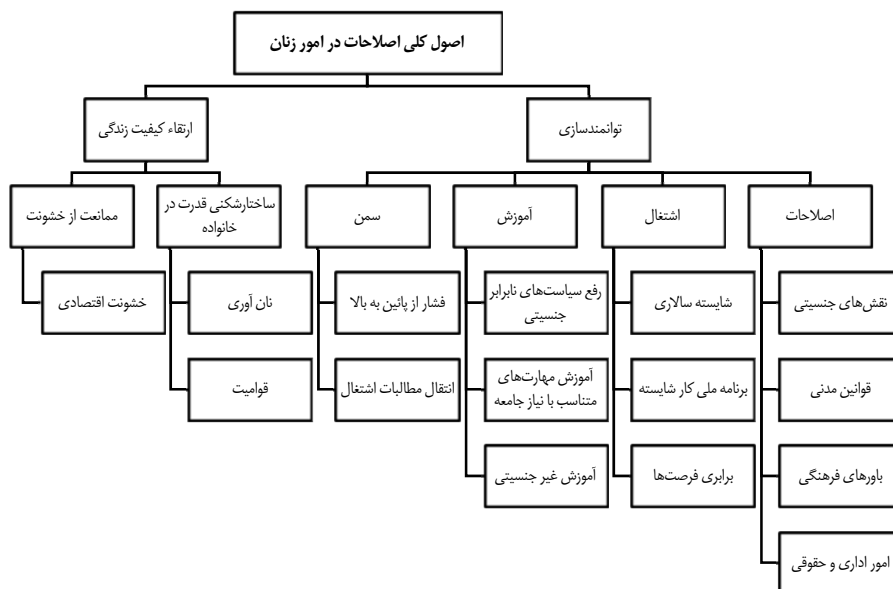 اصول کلی اصلاحات در امور زنان
توانمندسازی
ارتقاء کیفیت زندگی
اصلاحات
اشتغال
آموزش
سمن
ساختارشکنی قدرت در
خانواده
ممانعت از خشونت
نقش‌های جنسیتی
شایسته سالاری
رفع سیاست‌های نابرابر
جنسیتی
فشار از پائین به بالا
نان آوری
خشونت اقتصادی
قوانین مدنی
برنامه ملی کار شایسته
آموزش مهارت‌های
متناسب با نیاز جامعه
انتقال مطالبات اشتغال
قوامیت
باورهای فرهنگی
برابری فرصت‌ها
آموزش غیر جنسیتی
امور اداری و حقوقی